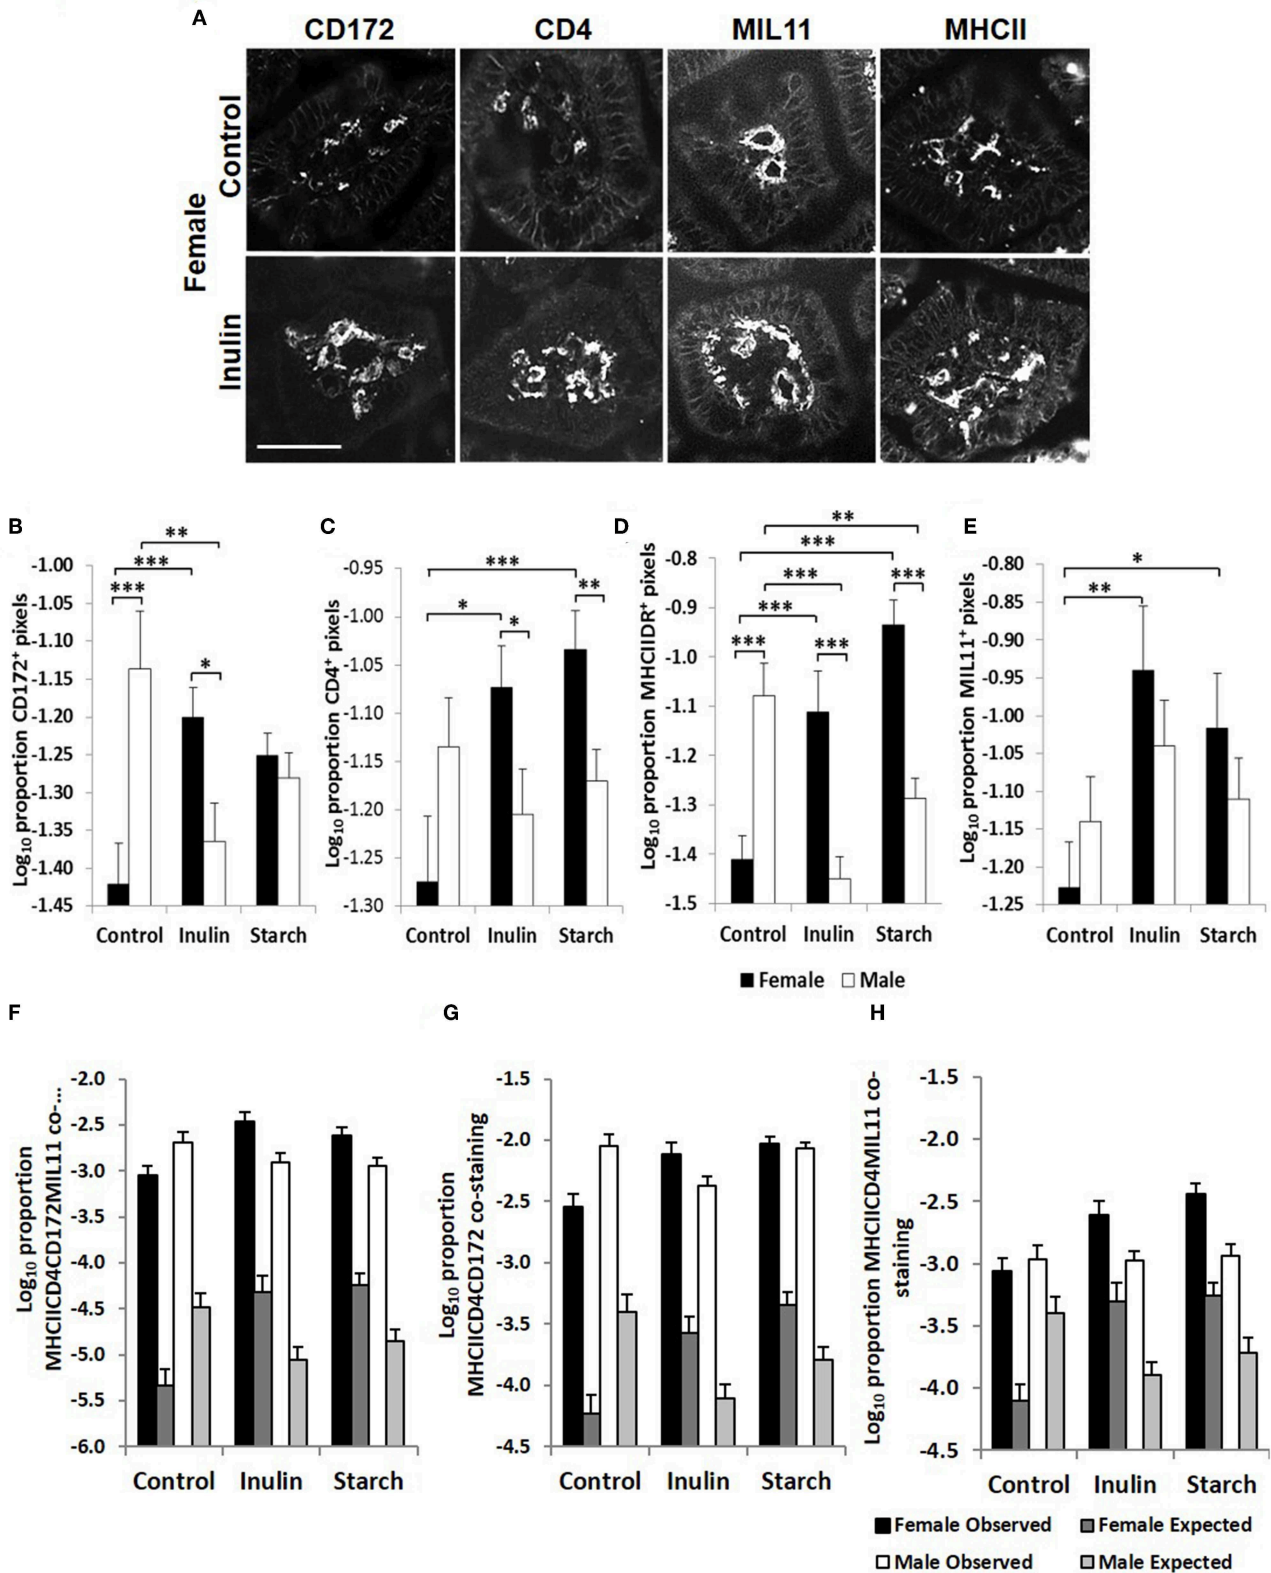 A
CD172 CD4 MIL11 MHCII
Female
Control
Inulin
B
Log10 proportion CD172+ pixels
-1.00
-1.05
-1.10
-1.15
-1.20
-1.25
-1.30
-1.35
-1.40
-1.45
*** *** ** *
Control Inulin Starch
C
Log10 proportion CD4+ pixels
-0.95
-1.00
-1.05
-1.10
-1.15
-1.20
-1.25
-1.30
*** * * **
Control Inulin Starch
D
Log10 proportion MHCIIDR+ pixels
-0.8
-0.9
-1.0
-1.1
-1.2
-1.3
-1.4
-1.5
** *** *** *** *** *** ***
Control Inulin Starch
E
Log10 proportion MIL11+ pixels
-0.80
-0.85
-0.90
-0.95
-1.00
-1.05
-1.10
-1.15
-1.20
-1.25
* **
Control Inulin Starch
Female Male
F
Log10 proportion
MHCIICD4CD172MIL11 co-...
-2.0
-2.5
-3.0
-3.5
-4.0
-4.5
-5.0
-5.5
-6.0
Control Inulin Starch
G
Log10 proportion
MHCIICD4CD172 co-staining
-1.5
-2.0
-2.5
-3.0
-3.5
-4.0
-4.5
Control Inulin Starch
H
Log10 proportion MHCIICD4MIL11 co-
staining
-1.5
-2.0
-2.5
-3.0
-3.5
-4.0
-4.5
Control Inulin Starch
Female Observed Female Expected
Male Observed Male Expected